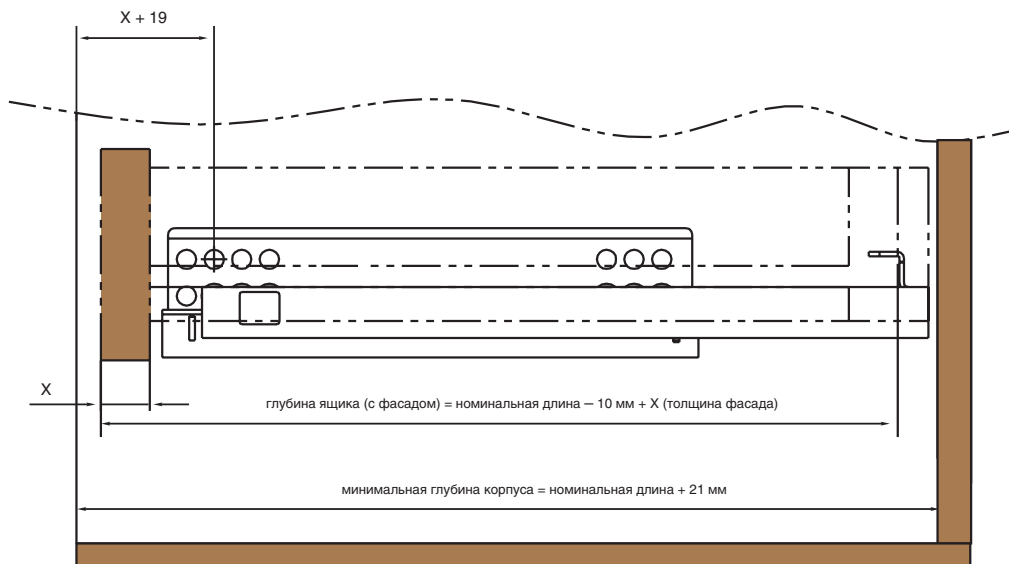 X + 19
X
глубина ящика (с фасадом) = номинальная длина – 10 мм + X (толщина фасада)
минимальная глубина корпуса = номинальная длина + 21 мм